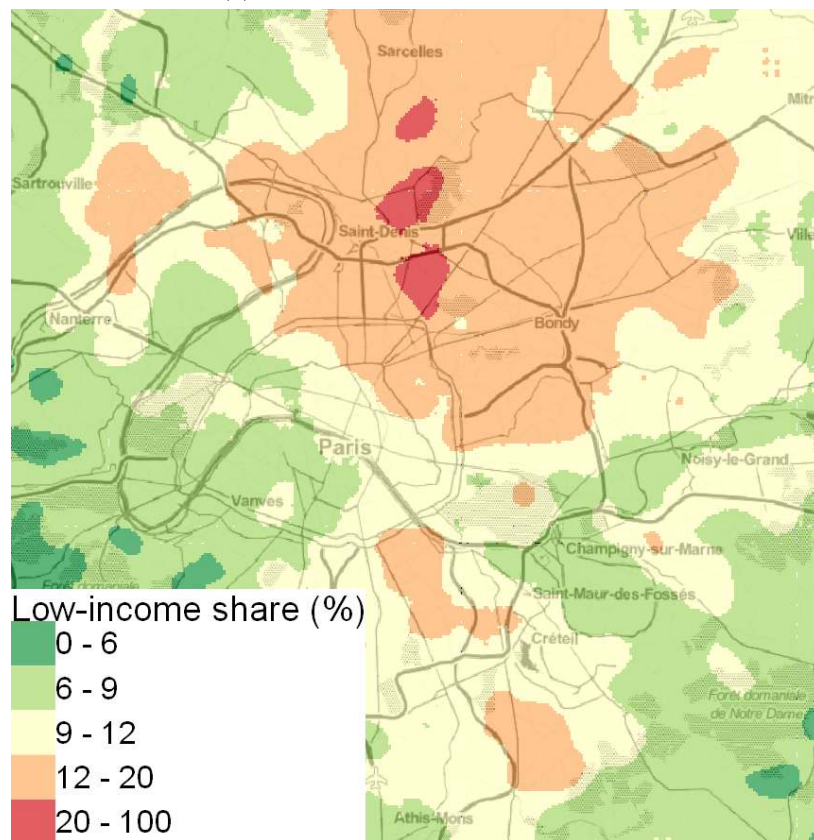 Sarcelles
Mitr
Sartrouville
Saint-Denis
Ville
Nanterre
Bondy
Paris
Noisy-le-Grand
Vanves
Champigny-sur-Marne
Saint-Maur-des-Fossés
Créteil
Forêt domaniale
de Notre Dame
Athis-Mons
Low-income share (%)
0 - 6
6 - 9
9 - 12
12 - 20
20 - 100